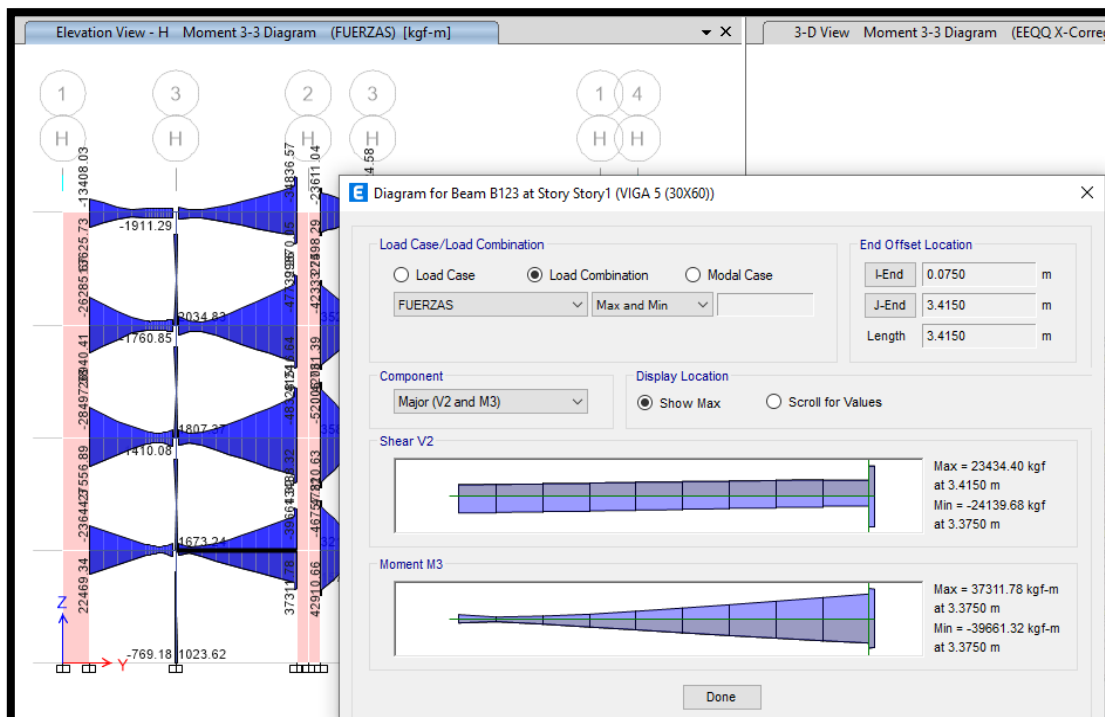 Elevation View - H Moment 3-3 Diagram (FUERZAS) [kgf-m]
3-D View Moment 3-3 Diagram (EEQQ X-Correg
1 3 2 3 1 4
H H H H H H
-13408.03
-34836.57
-23611.04
-1911.29
2034.83
-1760.85
1807.37
1673.24
22469.34
37311.78
42910.66
-769.18 1023.62
Z
Y
E Diagram for Beam B123 at Story Story1 (VIGA 5 (30X60))
Load Case/Load Combination
Load Case
Load Combination
Modal Case
FUERZAS
Max and Min
End Offset Location
I-End 0.0750 m
J-End 3.4150 m
Length 3.4150 m
Component
Major (V2 and M3)
Display Location
Show Max
Scroll for Values
Shear V2
Max = 23434.40 kgf
at 3.4150 m
Min = -24139.68 kgf
at 3.3750 m
Moment M3
Max = 37311.78 kgf-m
at 3.3750 m
Min = -39661.32 kgf-m
at 3.3750 m
Done